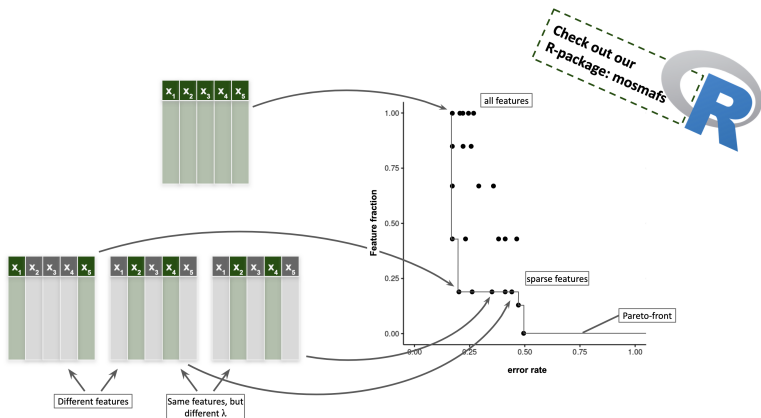 Check out our
R-package: mosmafs
R
x1 x2 x3 x4 x5
all features
1.00
0.75
0.50
0.25
0.00
Feature fraction
x1 x2 x3 x4 x5
x1 x2 x3 x4 x5
x1 x2 x3 x4 x5
sparse features
Pareto-front
0.00 0.25 0.50 0.75 1.00
error rate
Different features
Same features, but
different λ